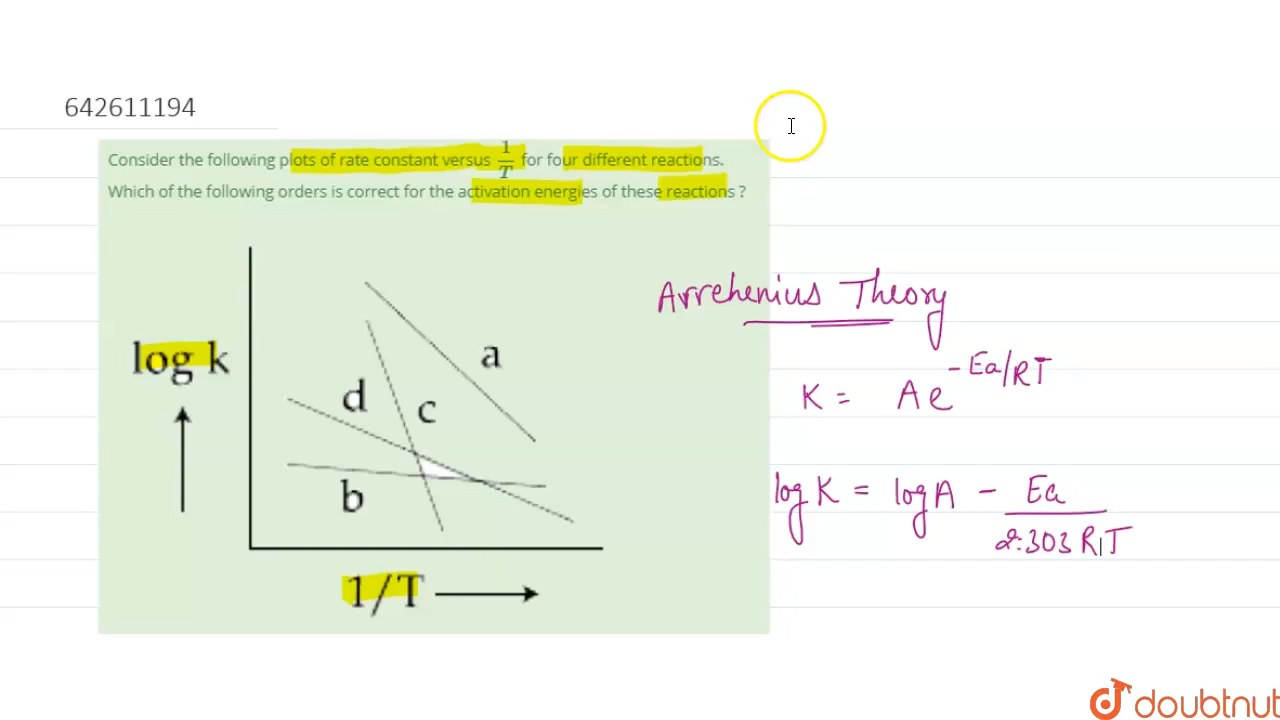 642611194
Consider the following plots of rate constant versus 1/T for four different reactions.
Which of the following orders is correct for the activation energies of these reactions ?
Arrehenius Theory
log k
a
d
c
b
K = Ae^-Ea/RT
log K = log A - Ea/2.303 RT
1/T
doubtnut